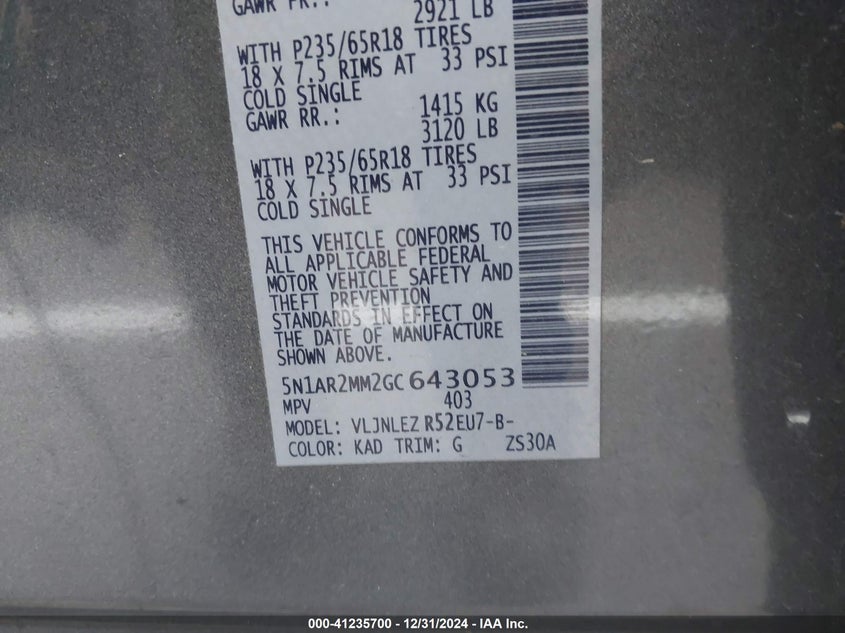 GAWR FR.:
2921 LB
WITH P235/65R18 TIRES
18 X 7.5 RIMS AT 33 PSI
COLD SINGLE
GAWR RR.: 1415 KG
3120 LB
WITH P235/65R18 TIRES
18 X 7.5 RIMS AT 33 PSI
COLD SINGLE
THIS VEHICLE CONFORMS TO
ALL APPLICABLE FEDERAL
MOTOR VEHICLE SAFETY AND
THEFT PREVENTION
STANDARDS IN EFFECT ON
THE DATE OF MANUFACTURE
SHOWN ABOVE.
5N1AR2MM2GC643053
MPV 403
MODEL: VLJNLEZ R52EU7-B-
COLOR: KAD TRIM: G ZS30A
000-41235700 - 12/31/2024 - IAA Inc.